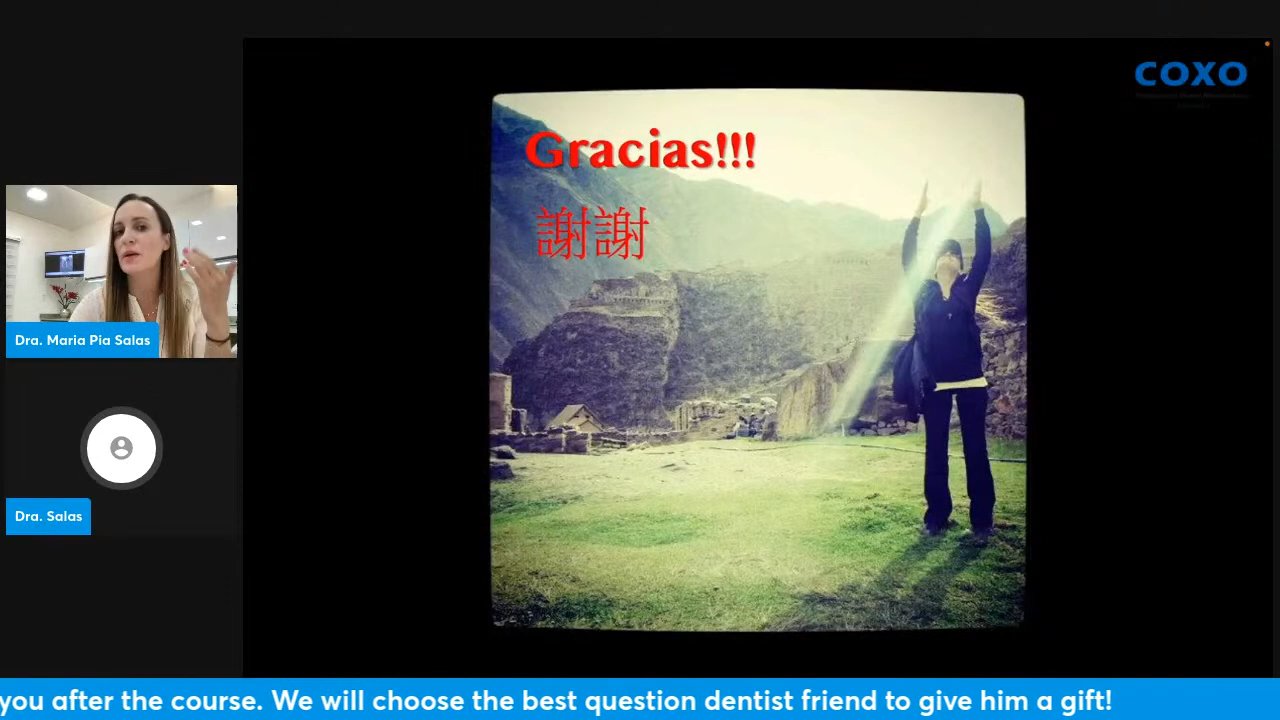 COXO
Gracias!!!
謝謝
Dra. Maria Pia Salas
Dra. Salas
you after the course. We will choose the best question dentist friend to give him a gift!